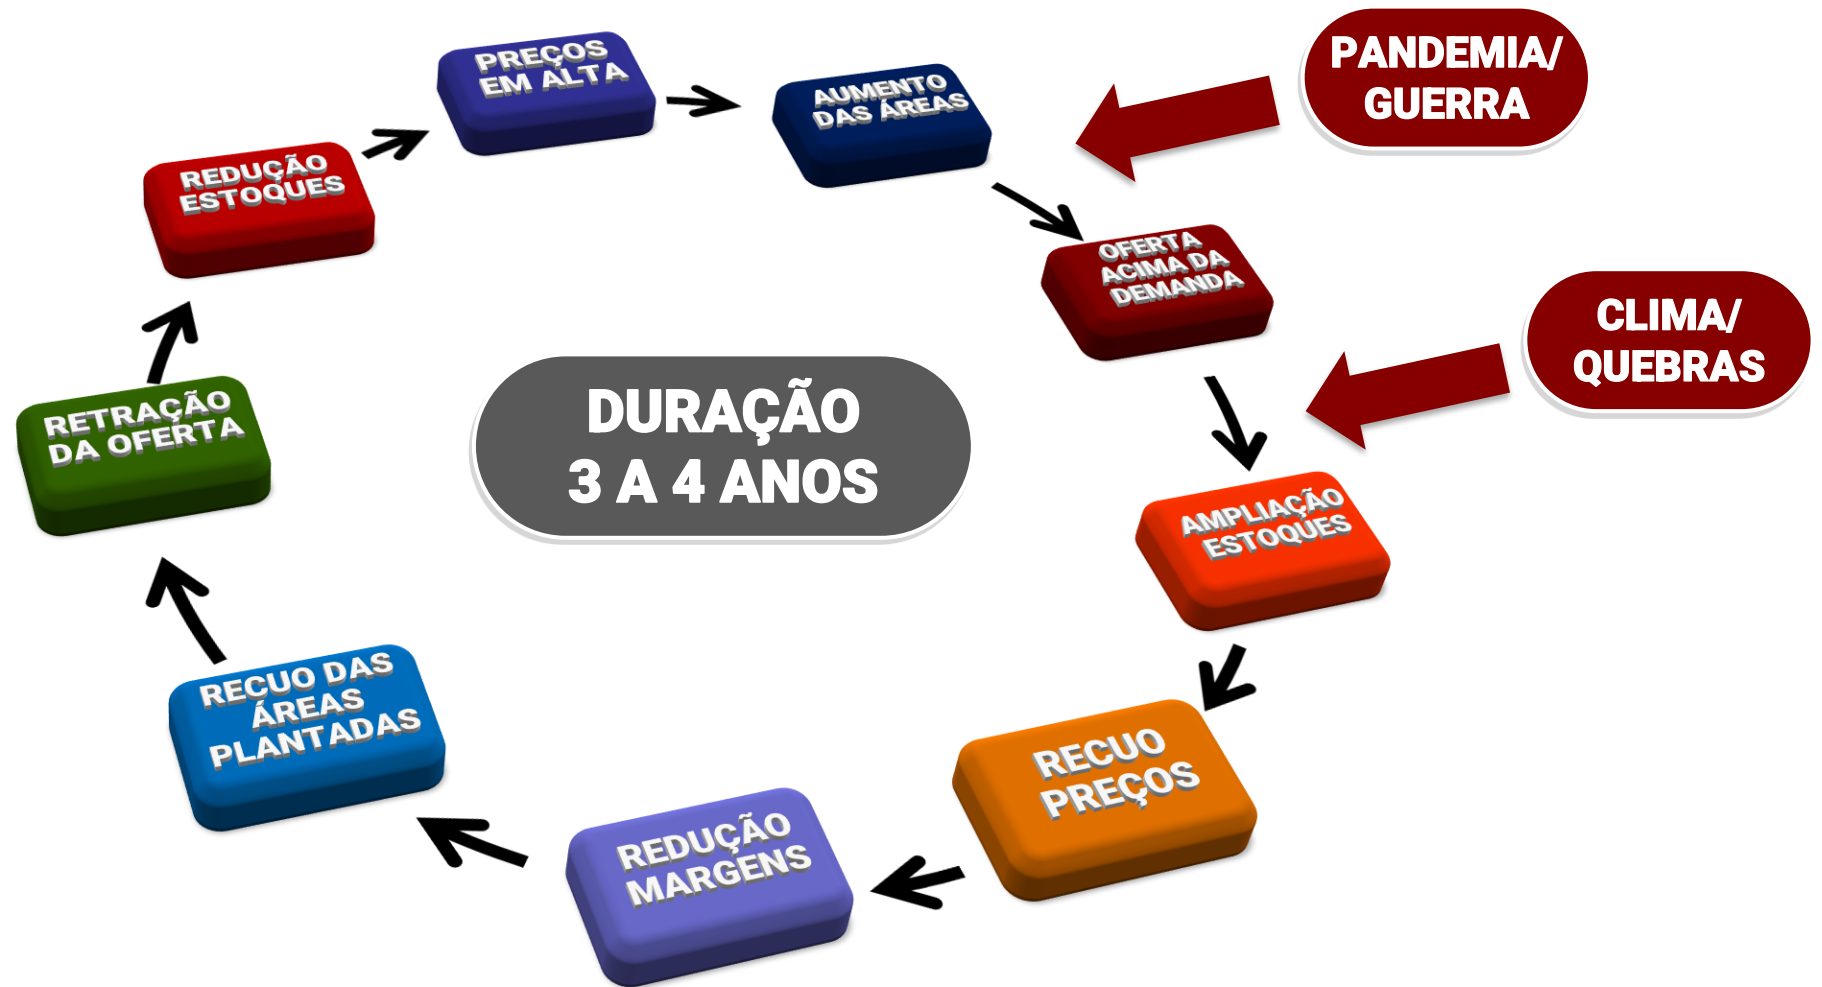 PREÇOS
EM ALTA
AUMENTO
DAS ÁREAS
PANDEMIA/
GUERRA
REDUÇÃO
ESTOQUES
OFERTA
ACIMA DA
DEMANDA
CLIMA/
QUEBRAS
RETRAÇÃO
DA OFERTA
DURAÇÃO
3 A 4 ANOS
AMPLIAÇÃO
ESTOQUES
RECUO DAS
ÁREAS
PLANTADAS
RECUO
PREÇOS
REDUÇÃO
MARGENS